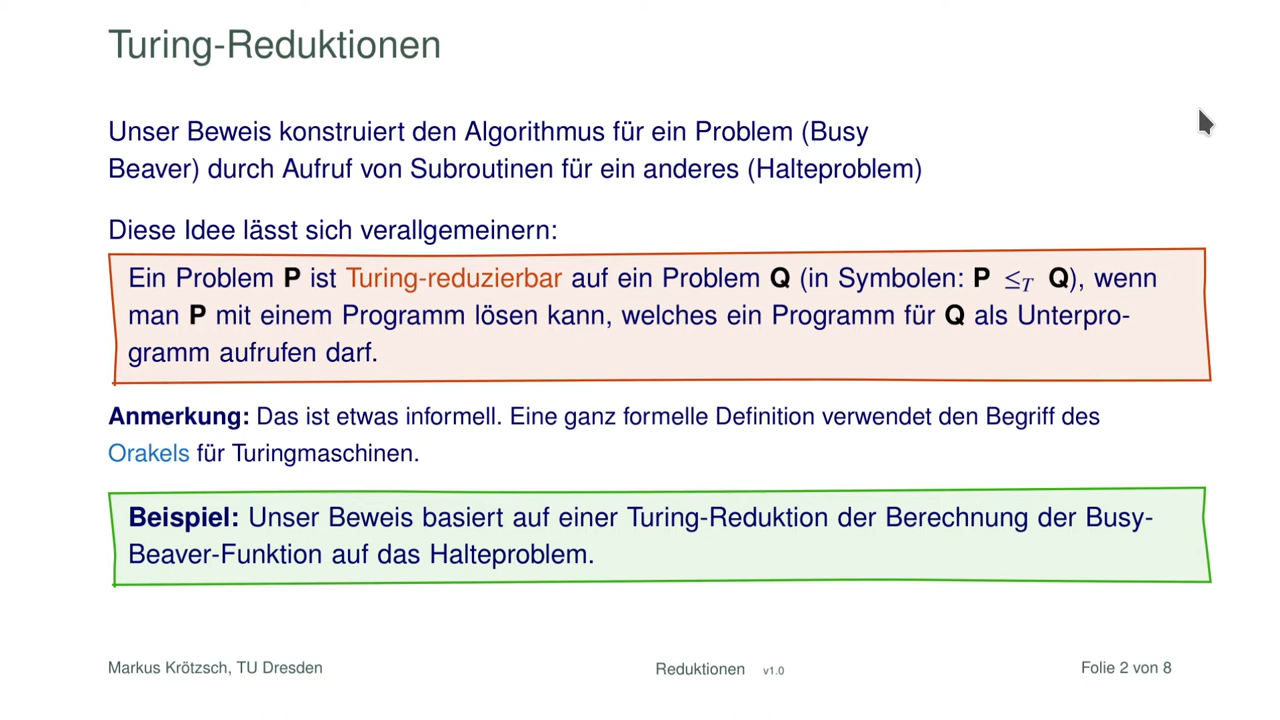 Turing-Reduktionen
Unser Beweis konstruiert den Algorithmus für ein Problem (Busy
Beaver) durch Aufruf von Subroutinen für ein anderes (Halteproblem)
Diese Idee lässt sich verallgemeinern:
Ein Problem P ist Turing-reduzierbar auf ein Problem Q (in Symbolen: P ≤T Q), wenn
man P mit einem Programm lösen kann, welches ein Programm für Q als Unterpro-
gramm aufrufen darf.
Anmerkung: Das ist etwas informell. Eine ganz formelle Definition verwendet den Begriff des
Orakels für Turingmaschinen.
Beispiel: Unser Beweis basiert auf einer Turing-Reduktion der Berechnung der Busy-
Beaver-Funktion auf das Halteproblem.
Markus Krötzsch, TU Dresden Reduktionen v1.0 Folie 2 von 8